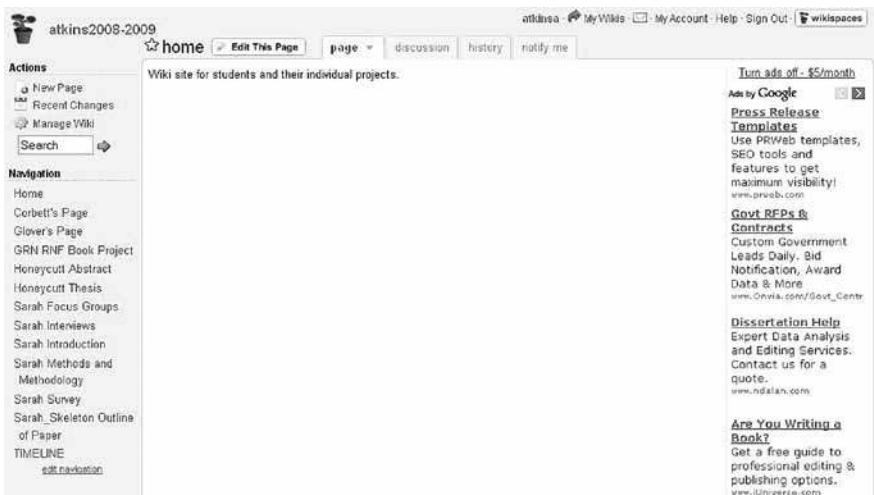 atkinsa · My Wikis · My Account · Help · Sign Out · wikispaces
atkins2008-2009
home Edit This Page page discussion history notify me
Actions
New Page
Recent Changes
Manage Wiki
Search
Navigation
Home
Corbett's Page
Glover's Page
GRN RNF Book Project
Honeycutt Abstract
Honeycutt Thesis
Sarah Focus Groups
Sarah Interviews
Sarah Introduction
Sarah Methods and
Methodology
Sarah Survey
Sarah_Skeleton Outline
of Paper
TIMELINE
edit navigation
Wiki site for students and their individual projects.
Turn ads off - $5/month
Ads by Google
Press Release
Templates
Use PRWeb templates,
SEO tools and
features to get
maximum visibility!
www.prweb.com
Govt RFPs &
Contracts
Custom Government
Leads Daily. Bid
Notification, Award
Data & More
www.Onvia.com/Govt_Contr
Dissertation Help
Expert Data Analysis
and Editing Services.
Contact us for a
quote.
www.ndalan.com
Are You Writing a
Book?
Get a free guide to
professional editing &
publishing options.
www.iUniverse.com